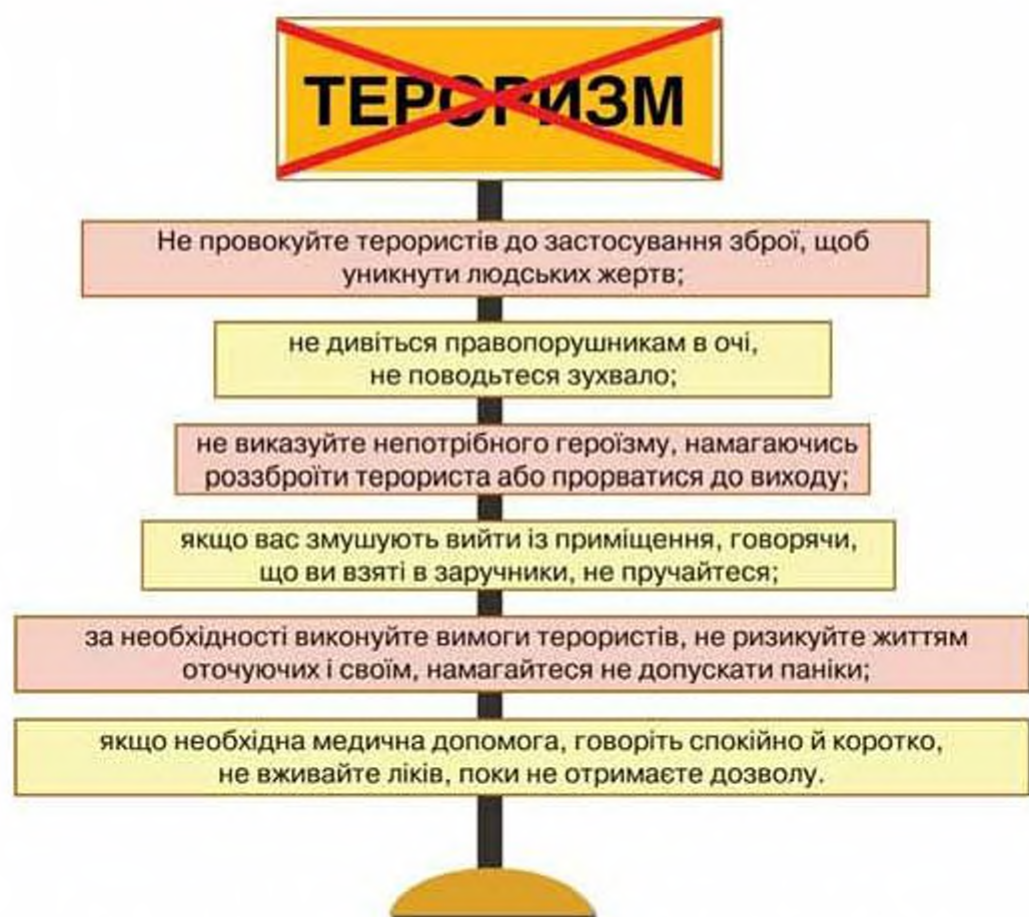 ТЕРОРИЗМ
Не провокуйте терористів до застосування зброї, щоб
уникнути людських жертв;
не дивіться правопорушникам в очі,
не поводьтеся зухвало;
не виказуйте непотрібного героїзму, намагаючись
роззброїти терориста або прорватися до виходу;
якщо вас змушують вийти із приміщення, говорячи,
що ви взяті в заручники, не пручайтеся;
за необхідності виконуйте вимоги терористів, не ризикуйте життям
оточуючих і своїм, намагайтеся не допускати паніки;
якщо необхідна медична допомога, говоріть спокійно й коротко,
не вживайте ліків, поки не отримаєте дозволу.